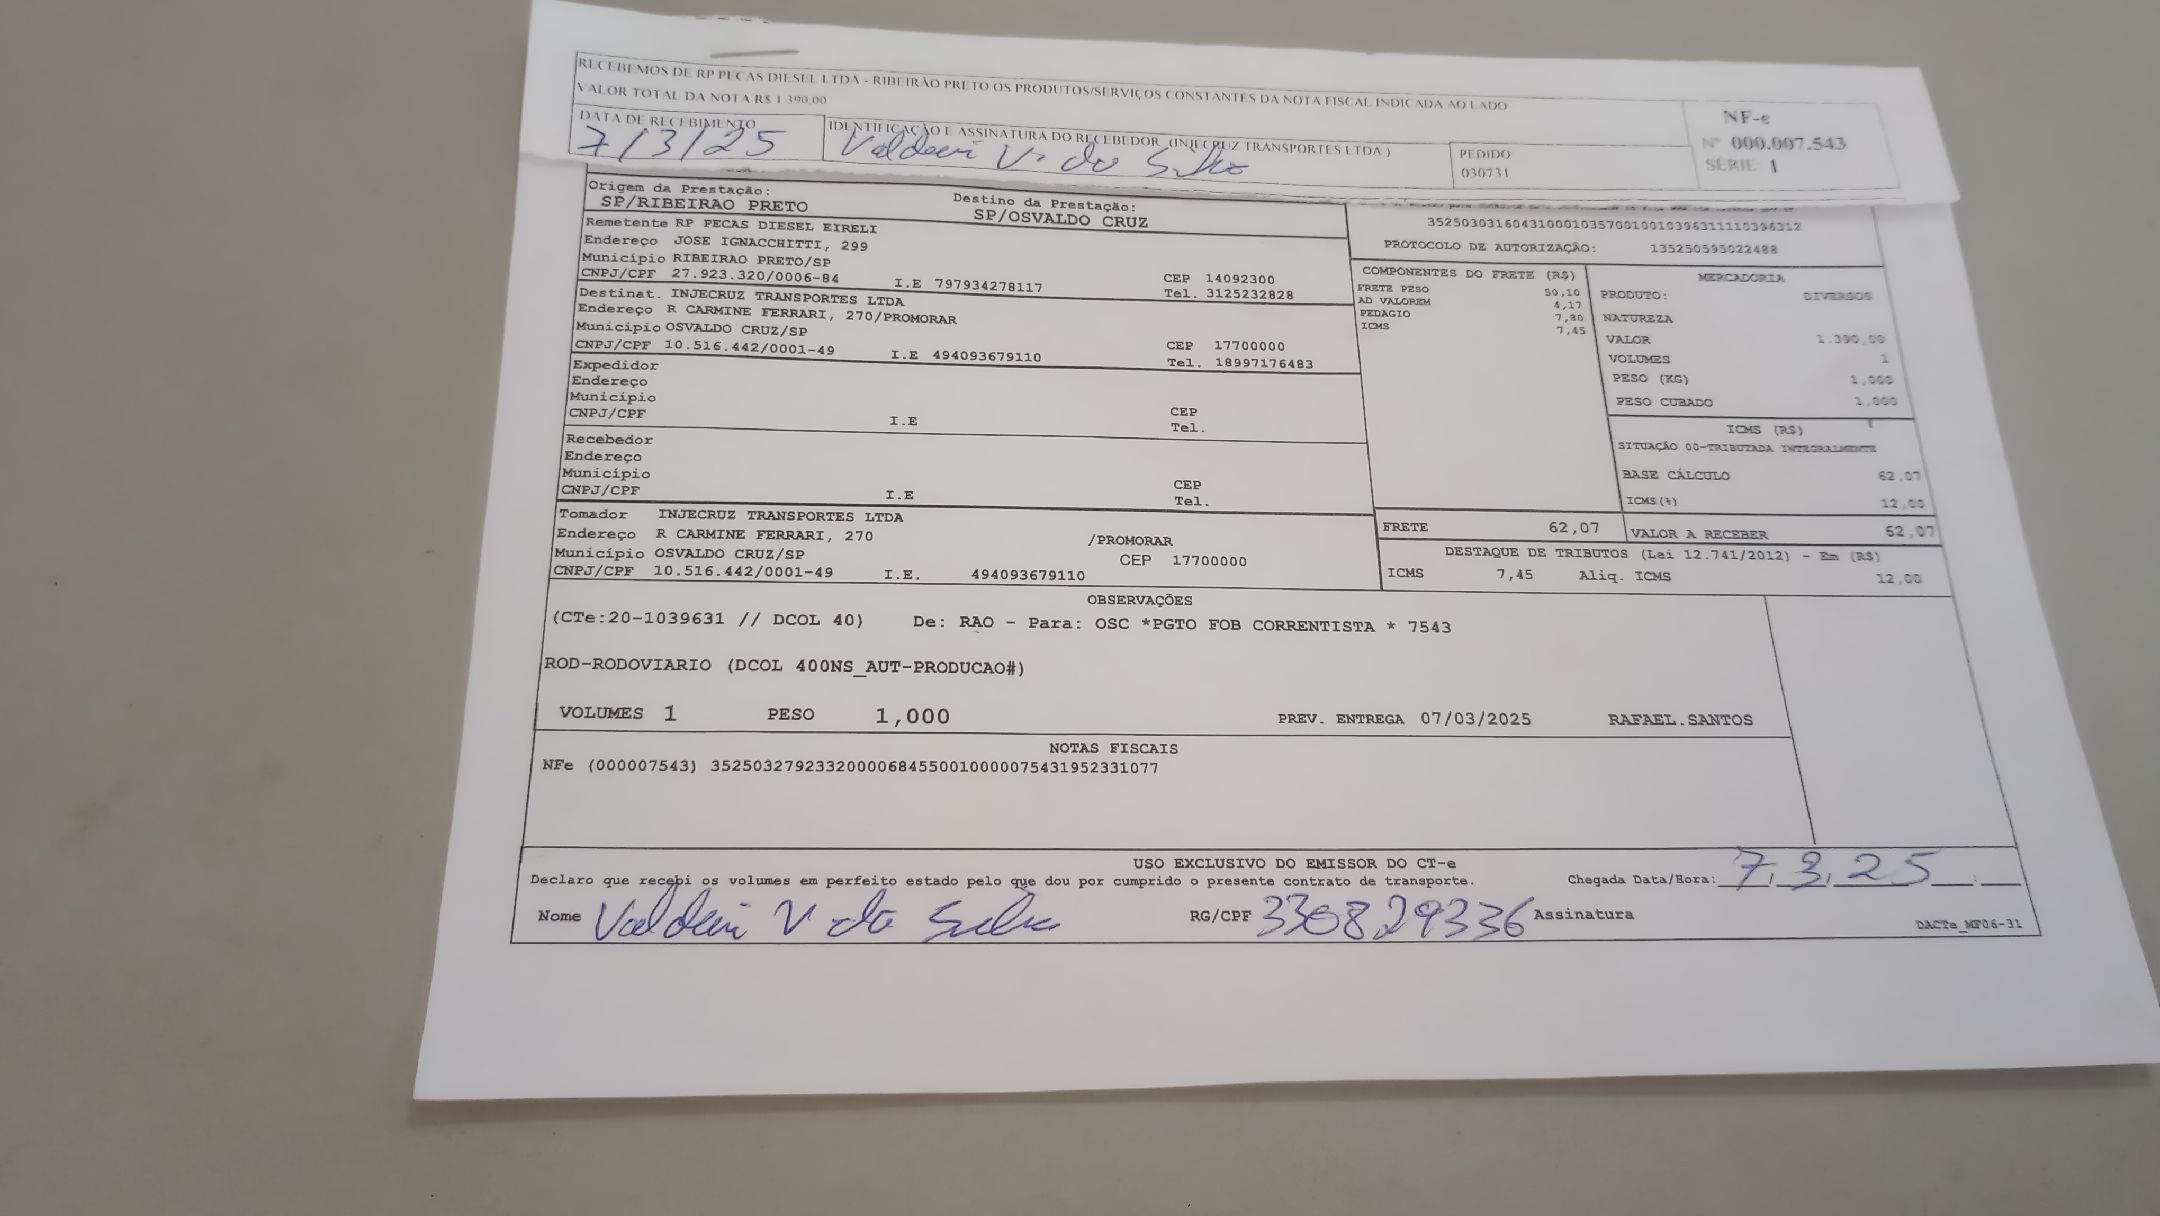 RECEBEMOS DE RP PECAS DIESEL LTDA - RIBEIRÃO PRETO OS PRODUTOS/SERVIÇOS CONSTANTES DA NOTA FISCAL INDICADA AO LADO
VALOR TOTAL DA NOTA R$ 1.390,00
NF-e
Nº 000.007.543
SÉRIE 1
DATA DE RECEBIMENTO
7/3/25
IDENTIFICAÇÃO E ASSINATURA DO RECEBEDOR (INJECRUZ TRANSPORTES LTDA )
V. da Silva
PEDIDO
030731
Origem da Prestação:
SP/RIBEIRAO PRETO
Destino da Prestação:
SP/OSVALDO CRUZ
Remetente RP PECAS DIESEL EIRELI
Endereço JOSE IGNACCHITTI, 299
Município RIBEIRAO PRETO/SP
CNPJ/CPF 27.923.320/0006-84 I.E 797934278117
CEP 14092300
Tel. 3125232828
Destinat. INJECRUZ TRANSPORTES LTDA
Endereço R CARMINE FERRARI, 270/PROMORAR
Município OSVALDO CRUZ/SP
CNPJ/CPF 10.516.442/0001-49 I.E 494093679110
CEP 17700000
Tel. 18997176483
Expedidor
Endereço
Município
CNPJ/CPF I.E
CEP
Tel.
Recebedor
Endereço
Município
CNPJ/CPF I.E
CEP
Tel.
Tomador INJECRUZ TRANSPORTES LTDA
Endereço R CARMINE FERRARI, 270 /PROMORAR
Município OSVALDO CRUZ/SP CEP 17700000
CNPJ/CPF 10.516.442/0001-49 I.E. 494093679110
PROTOCOLO DE AUTORIZAÇÃO: 135250595022488
COMPONENTES DO FRETE (R$)
FRETE PESO
AD VALOREM 4,17
PEDAGIO 7,80
ICMS 7,45
MERCADORIA
PRODUTO: DIVERSOS
NATUREZA
VALOR 1.390,00
VOLUMES 1
PESO (KG) 1,000
PESO CUBADO 1,000
ICMS (R$)
SITUAÇÃO 00-TRIBUTADA INTEGRALMENTE
BASE CÁLCULO 62,07
ICMS(%) 12,00
FRETE 62,07
VALOR A RECEBER 62,07
DESTAQUE DE TRIBUTOS (Lei 12.741/2012) - Em (R$)
ICMS 7,45 Aliq. ICMS 12,00
OBSERVAÇÕES
(CTe:20-1039631 // DCOL 40) De: RAO - Para: OSC *PGTO FOB CORRENTISTA * 7543
ROD-RODOVIARIO (DCOL 400NS_AUT-PRODUCAO#)
VOLUMES 1 PESO 1,000 PREV. ENTREGA 07/03/2025 RAFAEL.SANTOS
NOTAS FISCAIS
NFe (000007543) 35250327923320000684550010000075431952331077
USO EXCLUSIVO DO EMISSOR DO CT-e
Declaro que recebi os volumes em perfeito estado pelo que dou por cumprido o presente contrato de transporte.
Chegada Data/Hora: 7, 3, 25 :
Nome V da Silva RG/CPF 330829336 Assinatura
DACTe_MF06-31